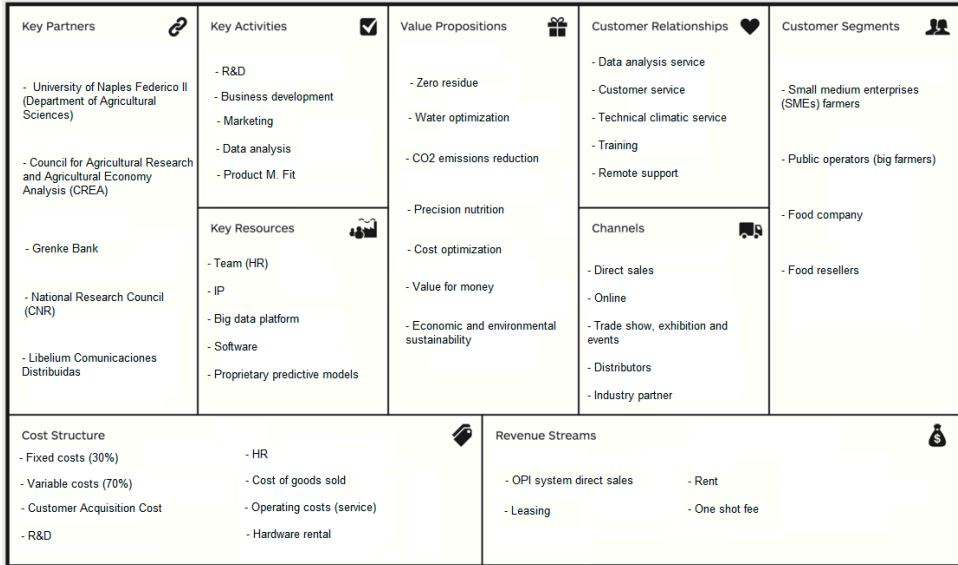 Key Partners
- University of Naples Federico II
(Department of Agricultural
Sciences)
- Council for Agricultural Research
and Agricultural Economy
Analysis (CREA)
- Grenke Bank
- National Research Council
(CNR)
- Libelium Comunicaciones
Distribuidas
Key Activities
- R&D
- Business development
- Marketing
- Data analysis
- Product M. Fit
Key Resources
- Team (HR)
- IP
- Big data platform
- Software
- Proprietary predictive models
Value Propositions
- Zero residue
- Water optimization
- CO2 emissions reduction
- Precision nutrition
- Cost optimization
- Value for money
- Economic and environmental
sustainability
Customer Relationships
- Data analysis service
- Customer service
- Technical climatic service
- Training
- Remote support
Channels
- Direct sales
- Online
- Trade show, exhibition and
events
- Distributors
- Industry partner
Customer Segments
- Small medium enterprises
(SMEs) farmers
- Public operators (big farmers)
- Food company
- Food resellers
Cost Structure
- Fixed costs (30%)
- Variable costs (70%)
- Customer Acquisition Cost
- R&D
- HR
- Cost of goods sold
- Operating costs (service)
- Hardware rental
Revenue Streams
- OPI system direct sales
- Leasing
- Rent
- One shot fee
$